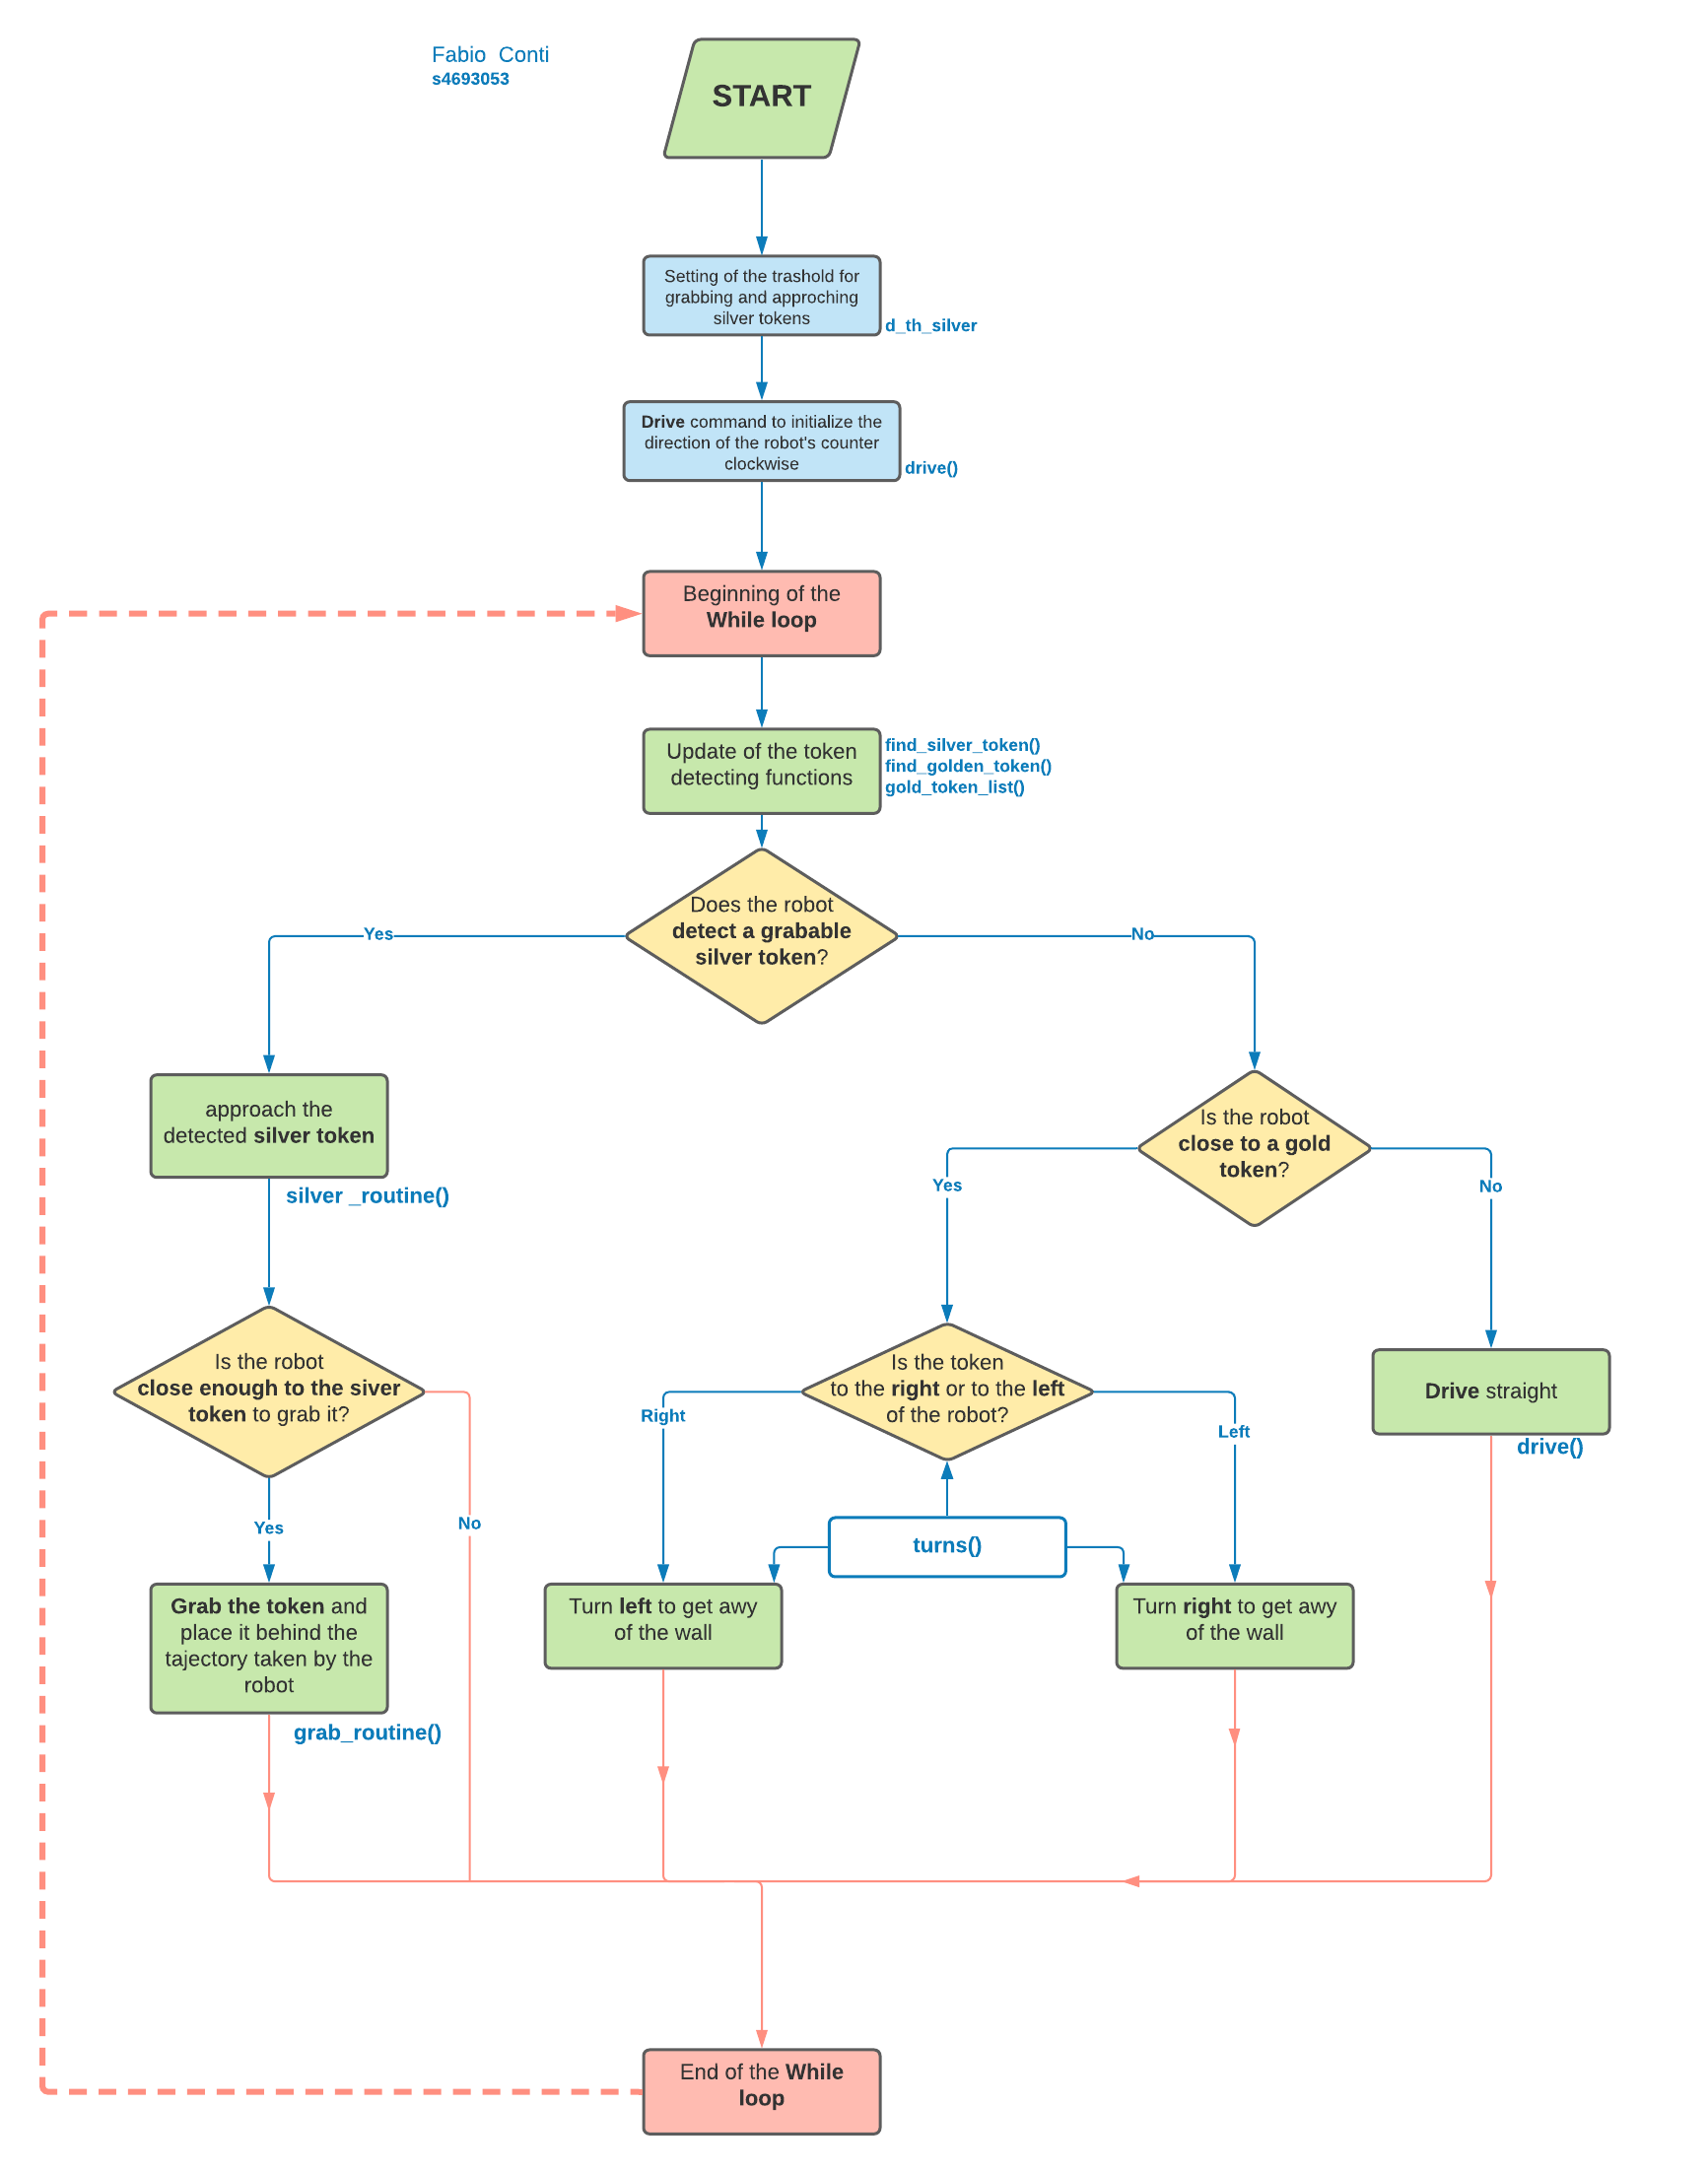 Fabio  Conti
s4693053
START
Setting of the trashold for
grabbing and approching
silver tokens
d_th_silver
Drive command to initialize the
direction of the robot's counter
clockwise
drive()
Beginning of the
While loop
Update of the token
detecting functions
find_silver_token()
find_golden_token()
gold_token_list()
Does the robot
detect a grabable
silver token?
Yes
No
approach the
detected silver token
silver _routine()
Is the robot
close to a gold
token?
Yes
No
Is the robot
close enough to the siver
token to grab it?
Is the token
to the right or to the left
of the robot?
Right
Left
Drive straight
drive()
Yes
No
turns()
Grab the token and
place it behind the
tajectory taken by the
robot
grab_routine()
Turn left to get awy
of the wall
Turn right to get awy
of the wall
End of the While
loop